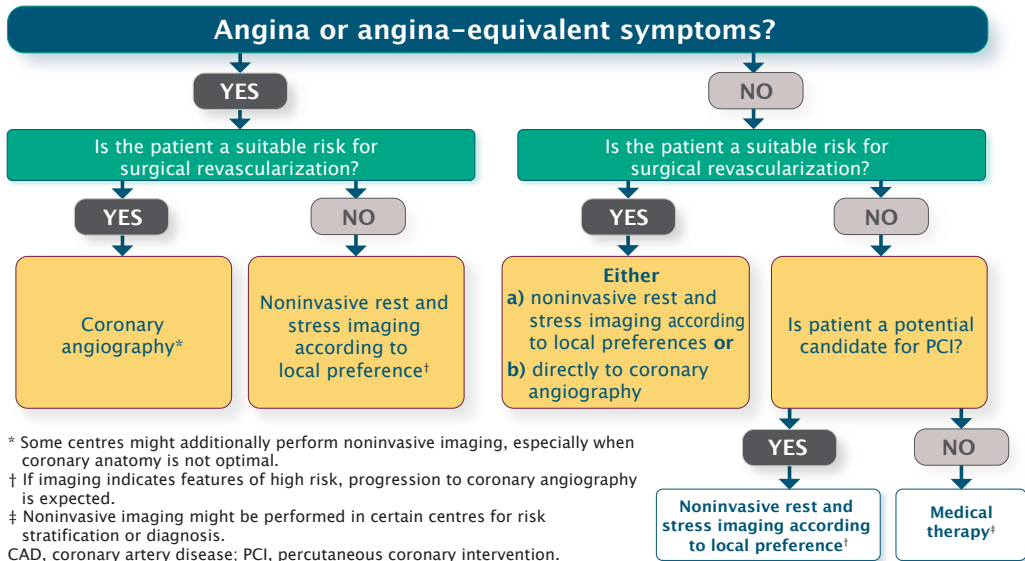 Angina or angina-equivalent symptoms?
YES
NO
Is the patient a suitable risk for
surgical revascularization?
Is the patient a suitable risk for
surgical revascularization?
YES
NO
YES
NO
Coronary
angiography*
Noninvasive rest and
stress imaging
according to
local preference†
Either
a) noninvasive rest and
stress imaging according
to local preferences or
b) directly to coronary
angiography
Is patient a potential
candidate for PCI?
YES
NO
Noninvasive rest and
stress imaging according
to local preference†
Medical
therapy‡
* Some centres might additionally perform noninvasive imaging, especially when
coronary anatomy is not optimal.
† If imaging indicates features of high risk, progression to coronary angiography
is expected.
‡ Noninvasive imaging might be performed in certain centres for risk
stratification or diagnosis.
CAD, coronary artery disease; PCI, percutaneous coronary intervention.